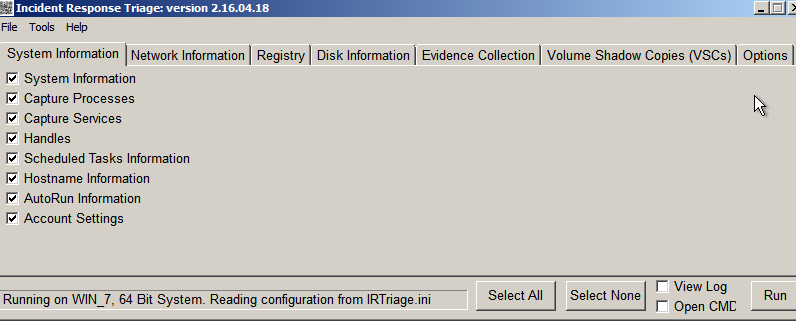 Incident Response Triage: version 2.16.04.18
File Tools Help
System Information Network Information Registry Disk Information Evidence Collection Volume Shadow Copies (VSCs) Options
System Information
Capture Processes
Capture Services
Handles
Scheduled Tasks Information
Hostname Information
AutoRun Information
Account Settings
Running on WIN_7, 64 Bit System. Reading configuration from IRTriage.ini
Select All
Select None
View Log
Open CMD
Run